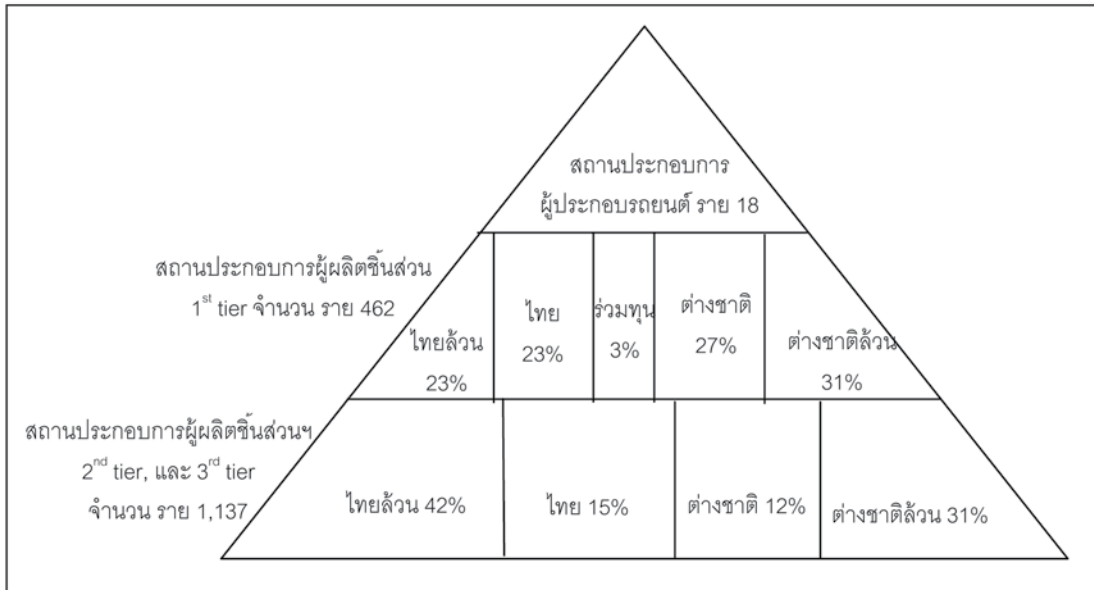 สถานประกอบการ
ผู้ประกอบรถยนต์ ราย 18
สถานประกอบการผู้ผลิตชิ้นส่วน
1st tier จำนวน ราย 462
ไทยล้วน
23%
ไทย
23%
ร่วมทุน
3%
ต่างชาติ
27%
ต่างชาติล้วน
31%
สถานประกอบการผู้ผลิตชิ้นส่วนฯ
2nd tier, และ 3rd tier
จำนวน ราย 1,137
ไทยล้วน 42%
ไทย 15%
ต่างชาติ 12%
ต่างชาติล้วน 31%